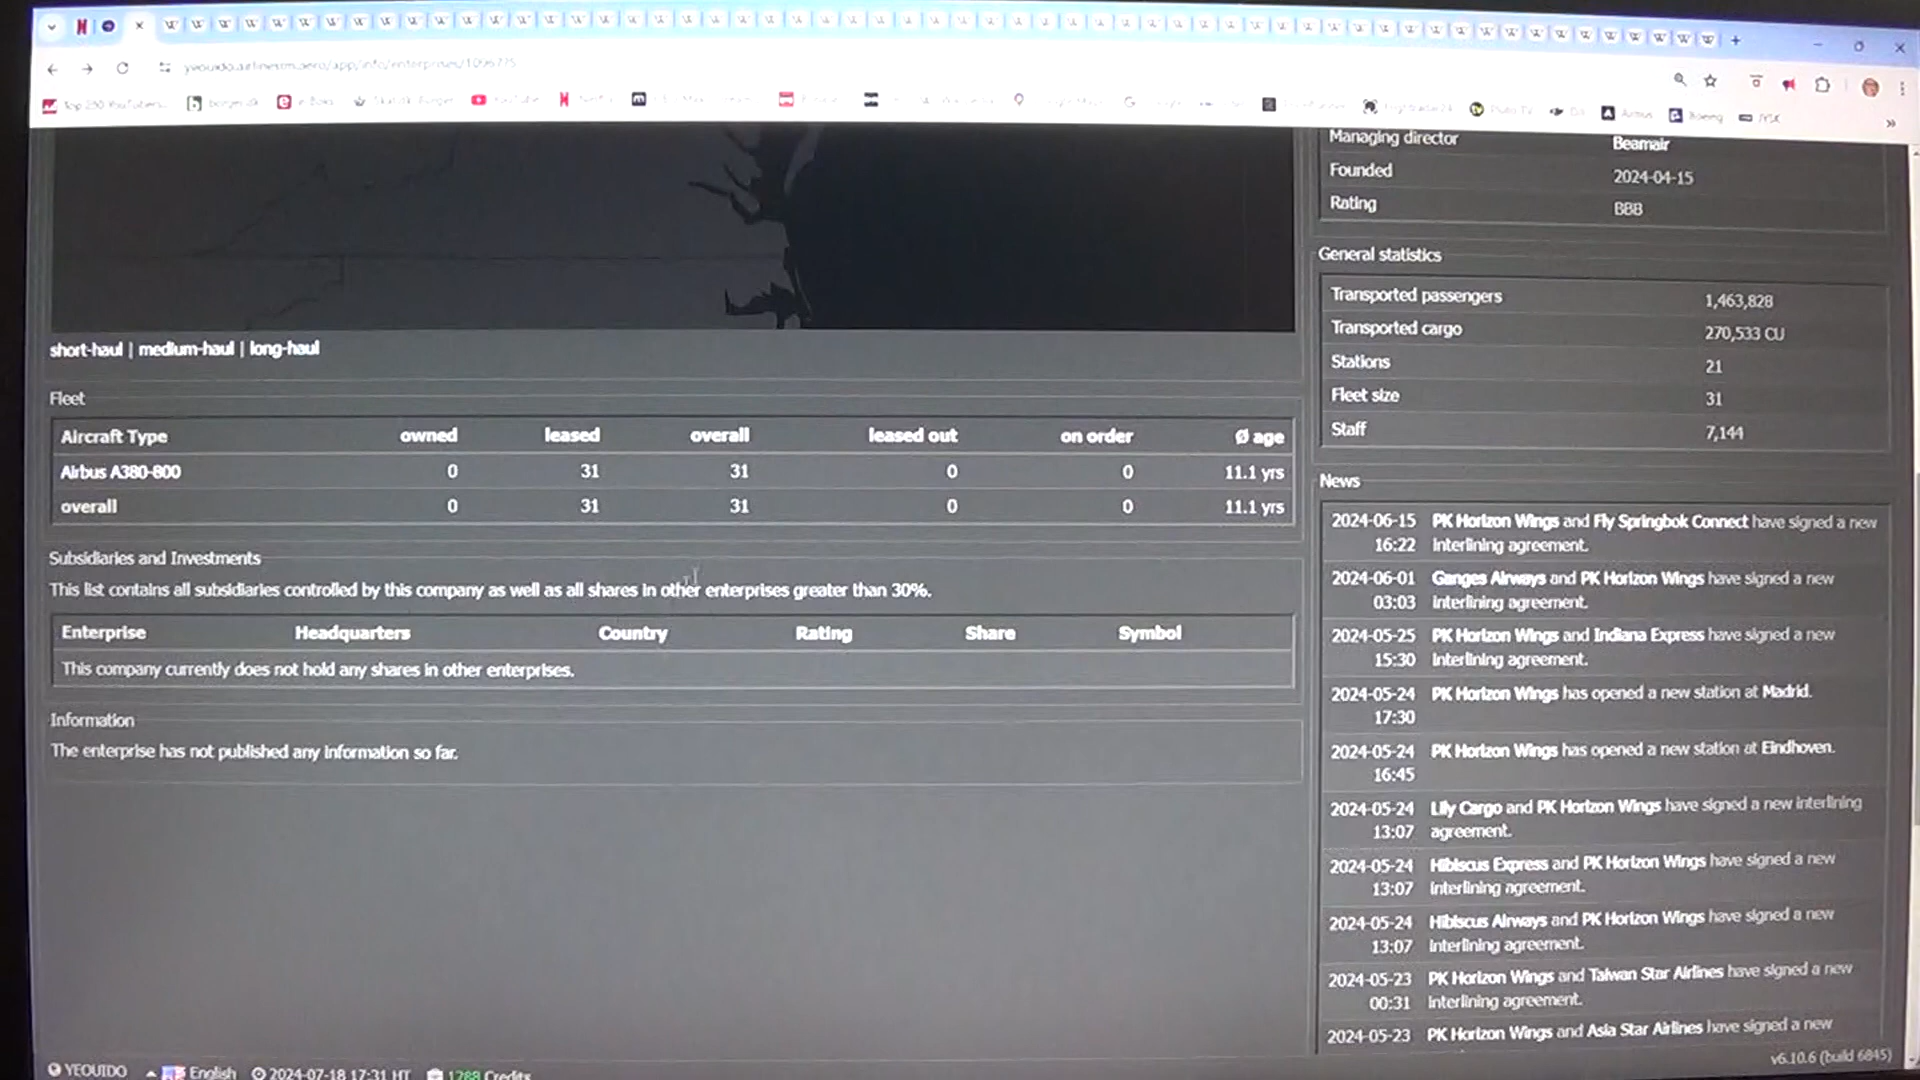 Top 250 YouTubers
YouTube
Pluto TV
Airbus
Boeing
JYSK
Managing director Beamair
Founded 2024-04-15
Rating BBB
General statistics
Transported passengers 1,463,828
Transported cargo 270,533 CU
Stations 21
Fleet size 31
Staff 7,144
short-haul | medium-haul | long-haul
Fleet
Aircraft Type owned leased overall leased out on order Ø age
Airbus A380-800 0 31 31 0 0 11.1 yrs
overall 0 31 31 0 0 11.1 yrs
Subsidiaries and Investments
This list contains all subsidiaries controlled by this company as well as all shares in other enterprises greater than 30%.
Enterprise Headquarters Country Rating Share Symbol
This company currently does not hold any shares in other enterprises.
Information
The enterprise has not published any information so far.
News
2024-06-15 PK Horizon Wings and Fly Springbok Connect have signed a new
16:22 interlining agreement.
2024-06-01 Ganges Airways and PK Horizon Wings have signed a new
03:03 interlining agreement.
2024-05-25 PK Horizon Wings and Indiana Express have signed a new
15:30 interlining agreement.
2024-05-24 PK Horizon Wings has opened a new station at Madrid.
17:30
2024-05-24 PK Horizon Wings has opened a new station at Eindhoven.
16:45
2024-05-24 Lily Cargo and PK Horizon Wings have signed a new interlining
13:07 agreement.
2024-05-24 Hibiscus Express and PK Horizon Wings have signed a new
13:07 interlining agreement.
2024-05-24 Hibiscus Airways and PK Horizon Wings have signed a new
13:07 interlining agreement.
2024-05-23 PK Horizon Wings and Taiwan Star Airlines have signed a new
00:31 interlining agreement.
2024-05-23 PK Horizon Wings and Asia Star Airlines have signed a new
v6.10.6 (build 6845)
YEOUIDO English 2024-07-18 17:31 HT 1288 Credits